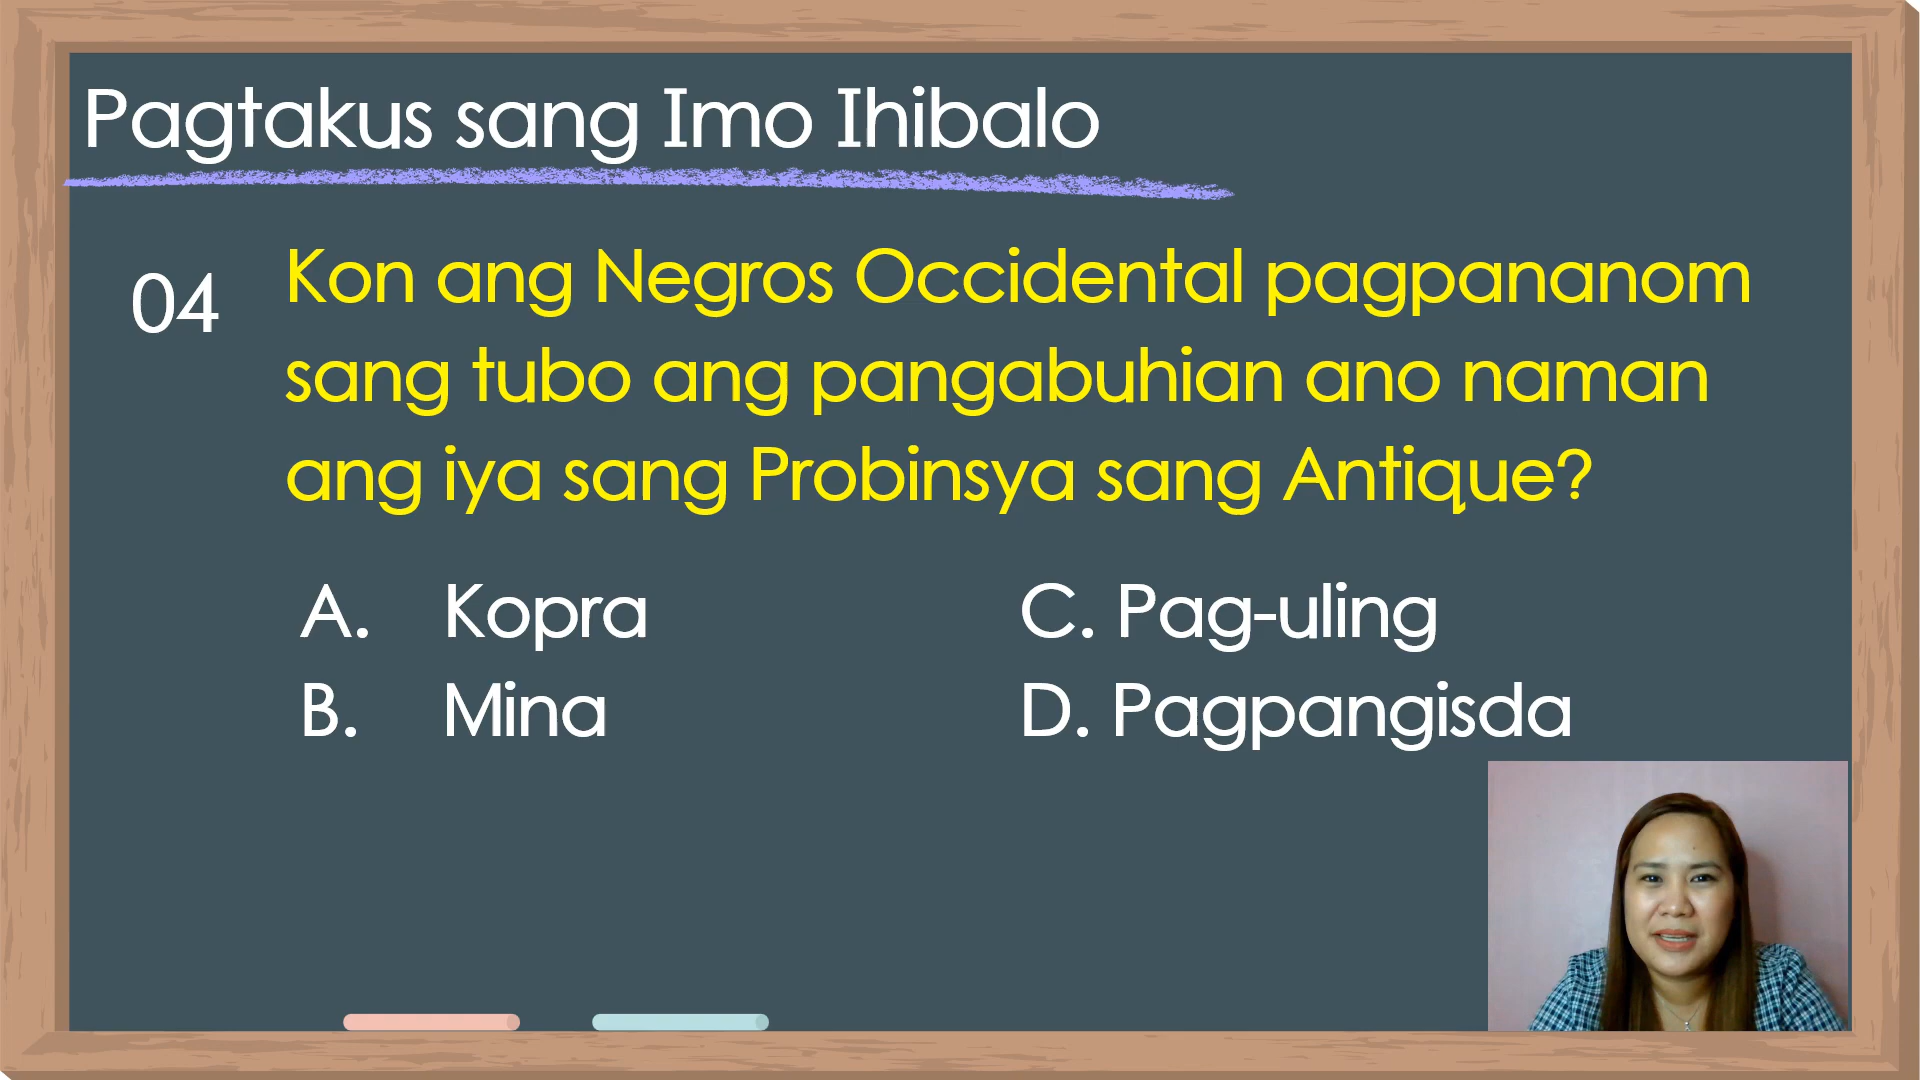 Pagtakus sang Imo Ihibalo
04
Kon ang Negros Occidental pagpananom
sang tubo ang pangabuhian ano naman
ang iya sang Probinsya sang Antique?
A. Kopra
B. Mina
C. Pag-uling
D. Pagpangisda